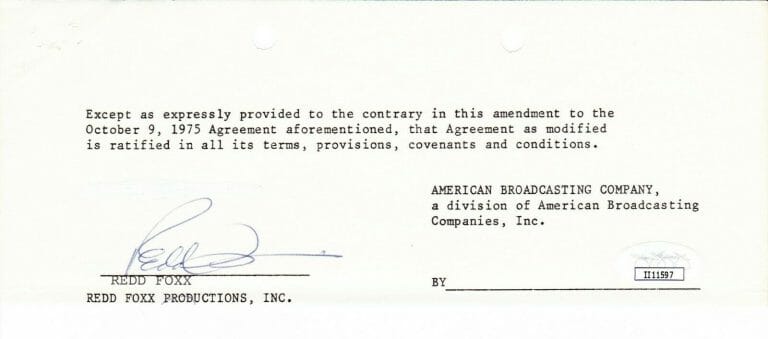 Except as expressly provided to the contrary in this amendment to the
October 9, 1975 Agreement aforementioned, that Agreement as modified
is ratified in all its terms, provisions, covenants and conditions.
AMERICAN BROADCASTING COMPANY,
a division of American Broadcasting
Companies, Inc.
Redd
REDD FOXX
REDD FOXX PRODUCTIONS, INC.
BY
II11597